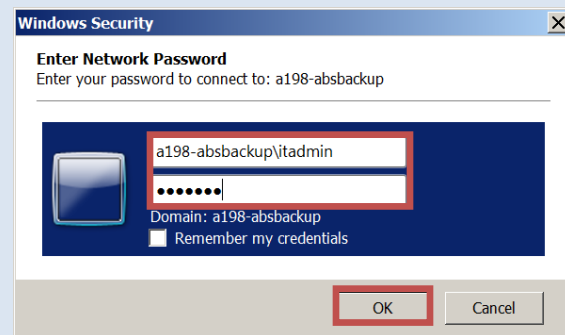 Windows Security
Enter Network Password
Enter your password to connect to: a198-absbackup
a198-absbackup\itadmin
●●●●●●●
Domain: a198-absbackup
Remember my credentials
OK
Cancel